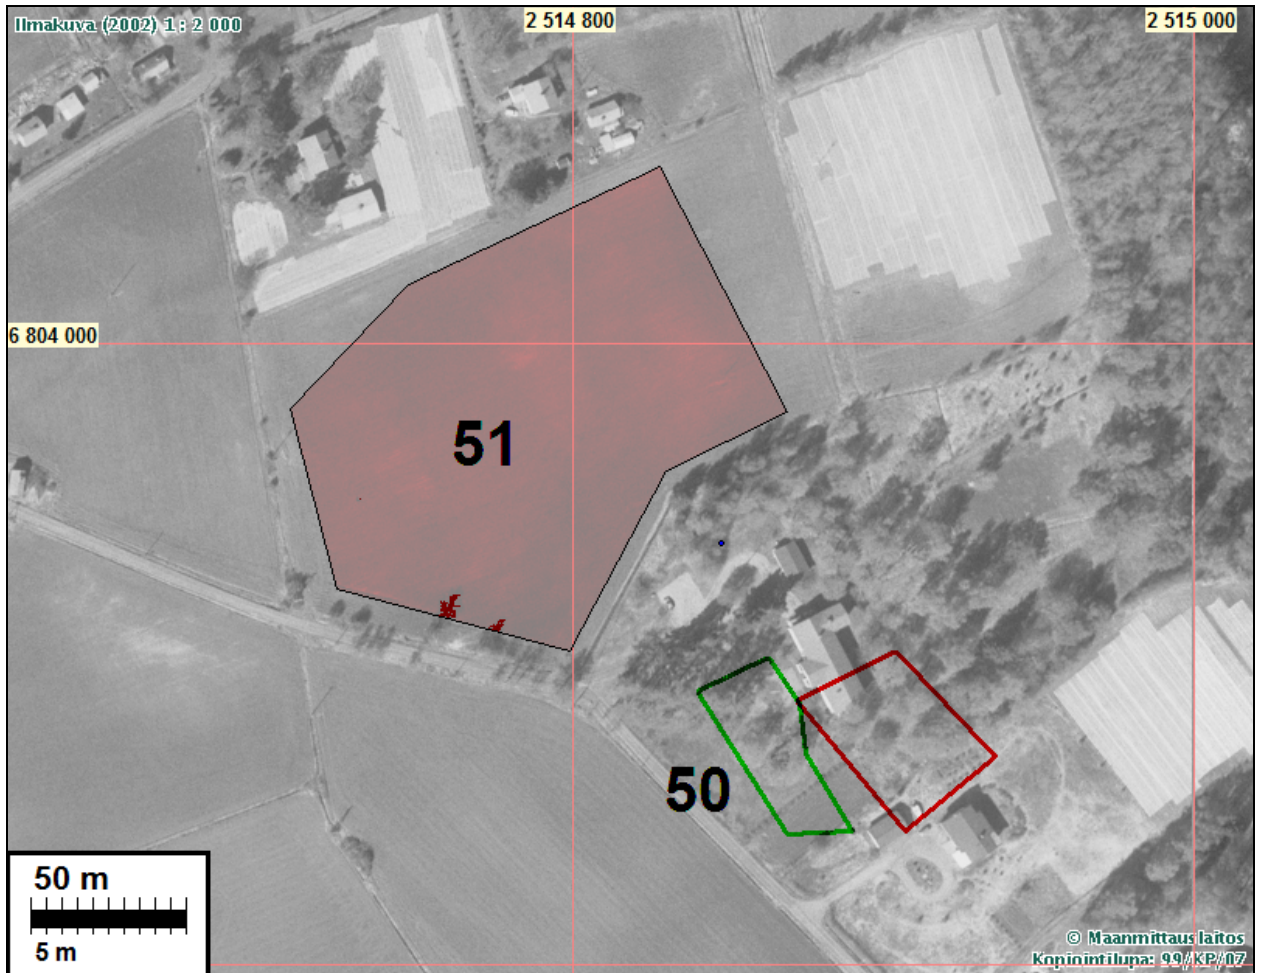 Ilmakuva (2002) 1 : 2 000
2 514 800
2 515 000
6 804 000
51
50
50 m
5 m
© Maanmittauslaitos
Kopiointilupa: 99/KP/07